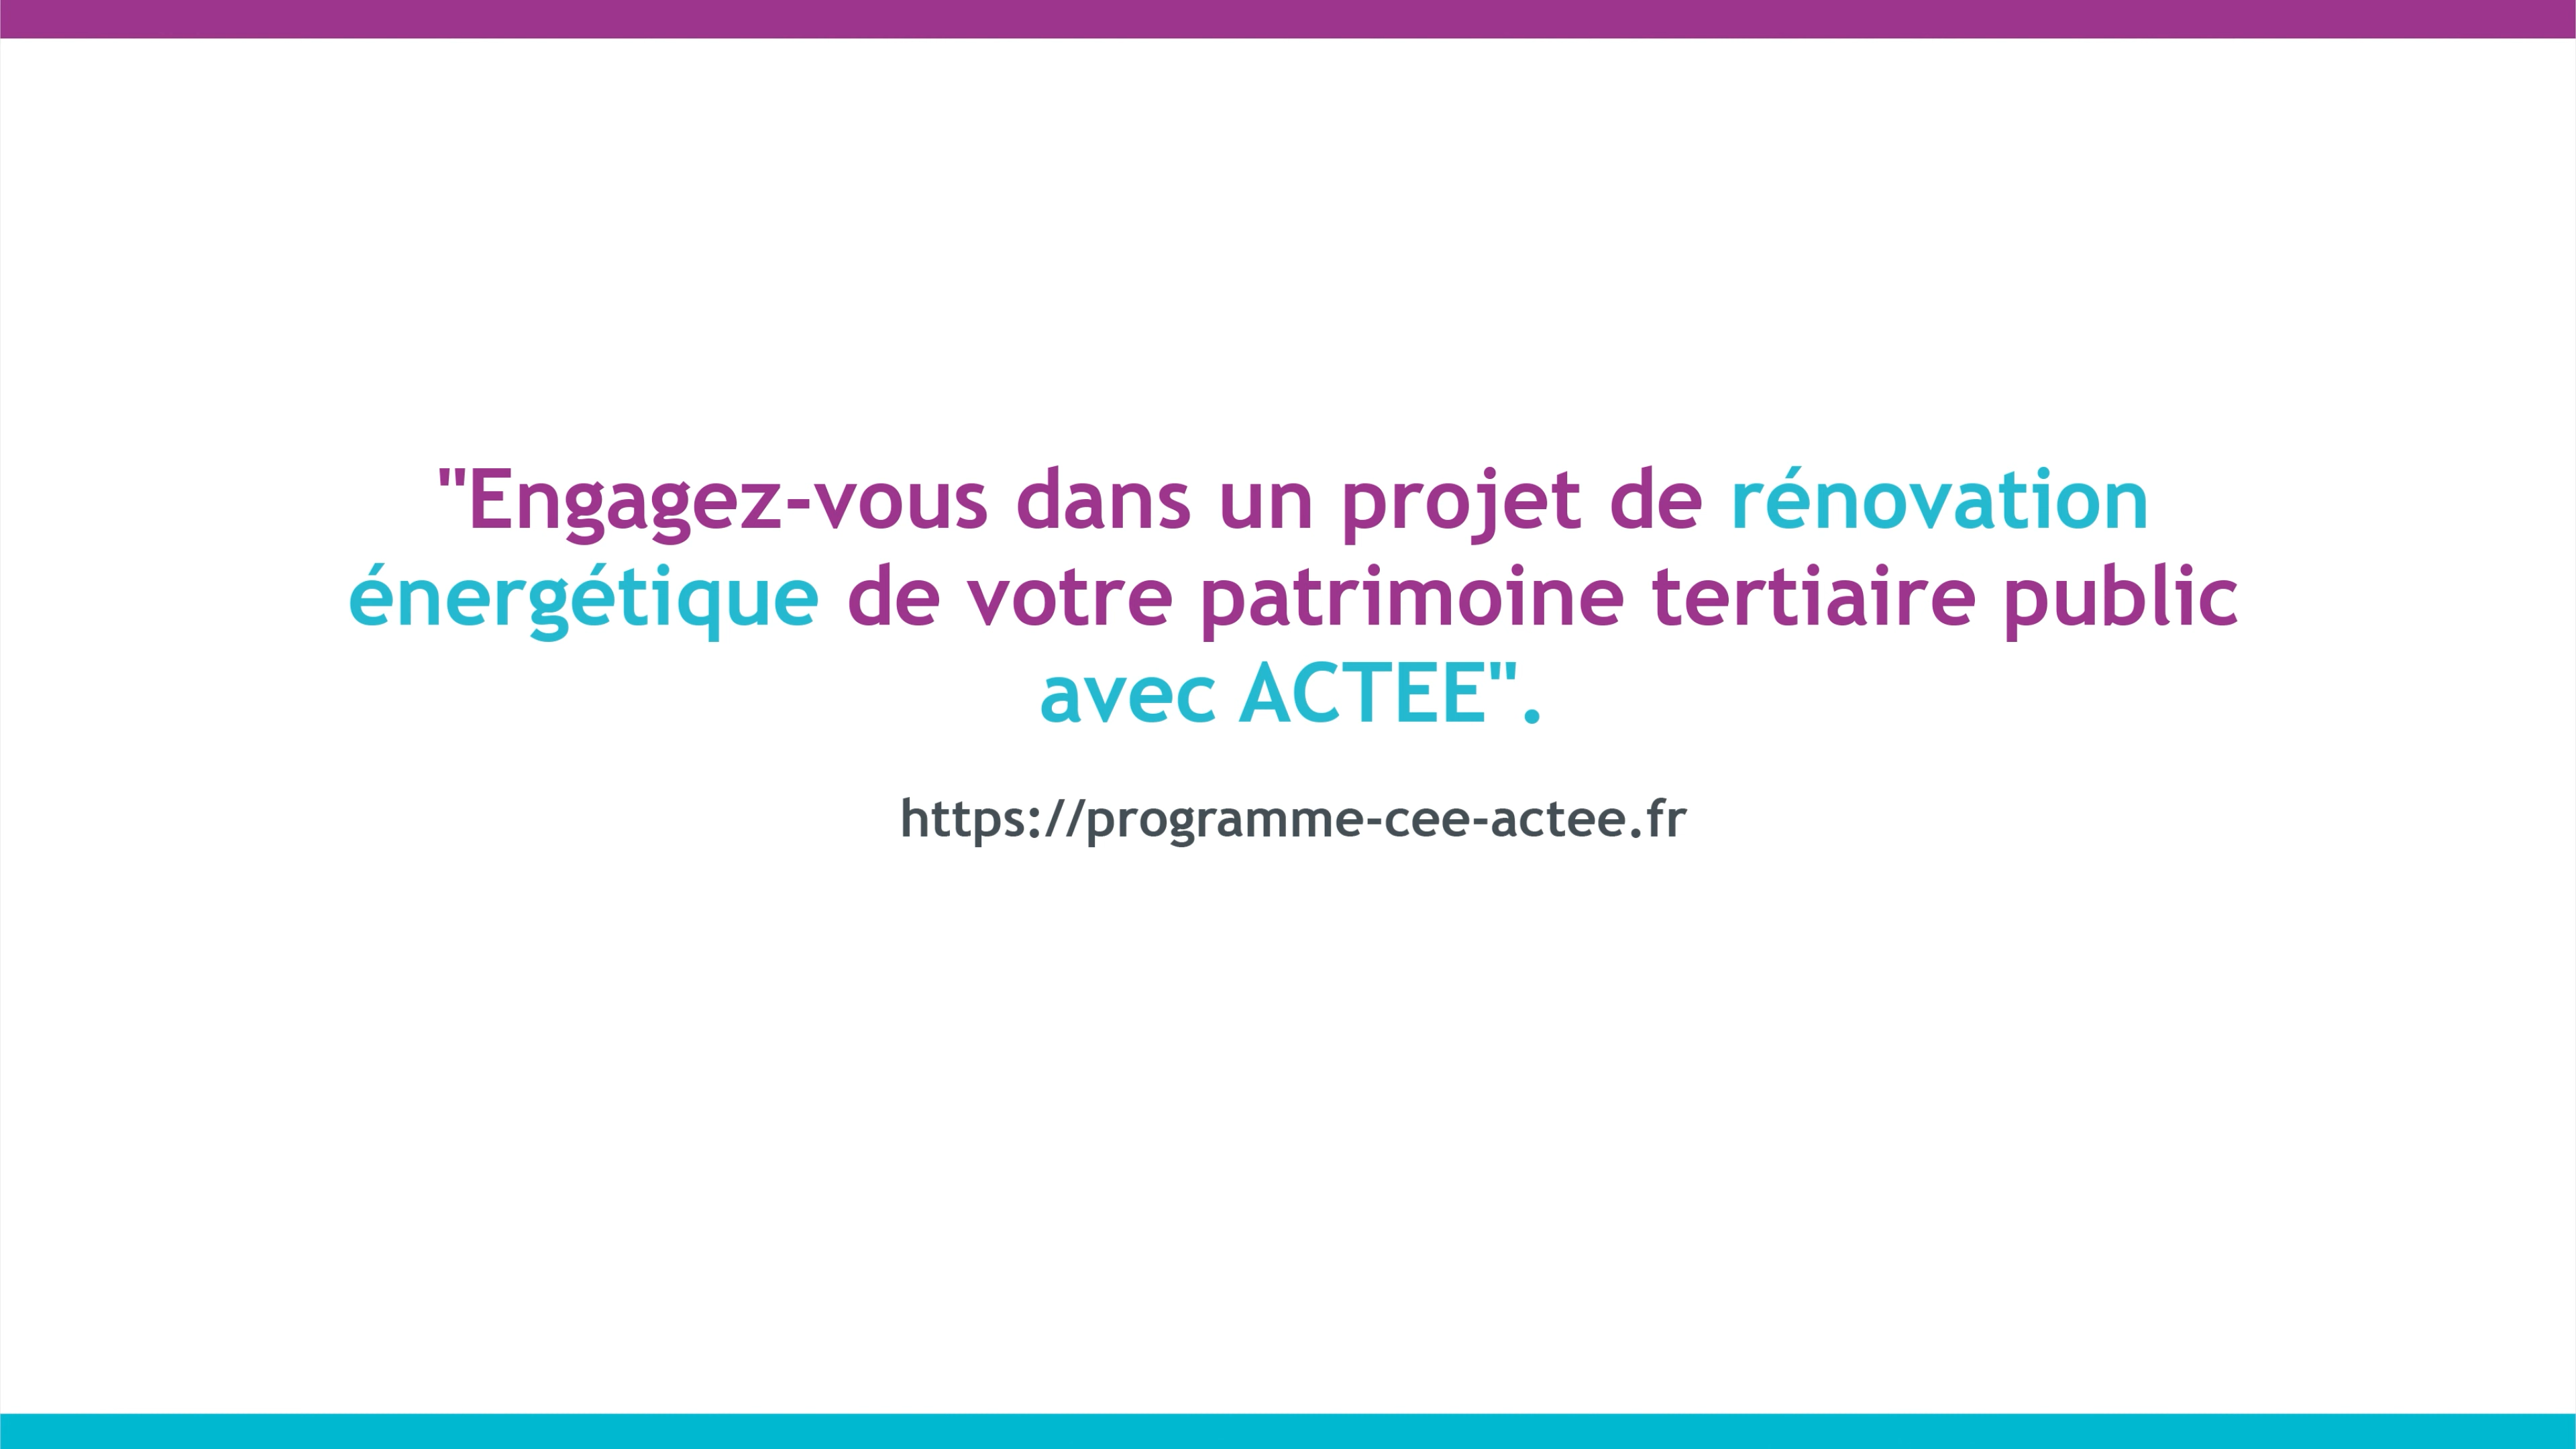 "Engagez-vous dans un projet de rénovation
énergétique de votre patrimoine tertiaire public
avec ACTEE".
https://programme-cee-actee.fr